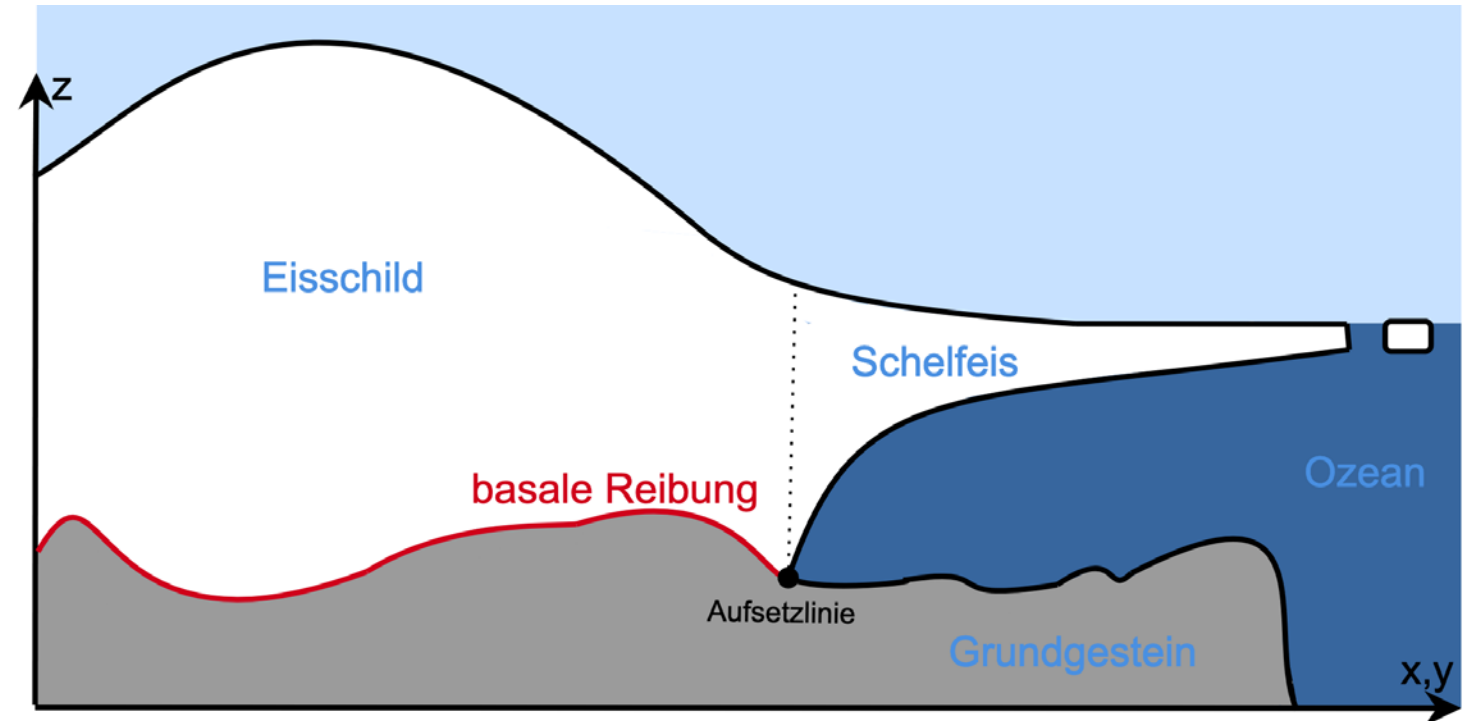 z
Eisschild
Schelfeis
basale Reibung
Ozean
Aufsetzlinie
Grundgestein
x,y